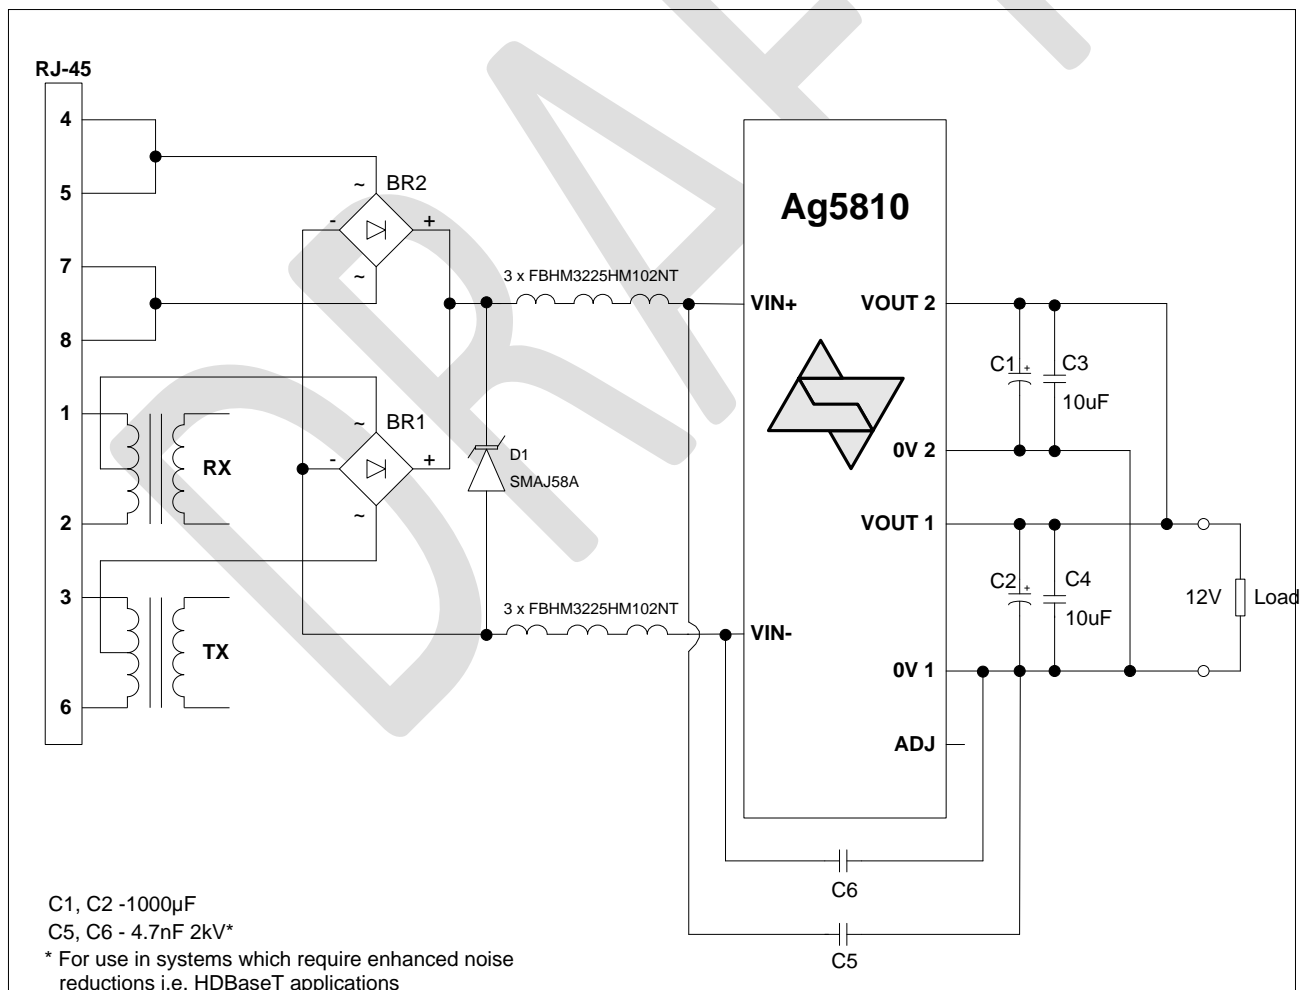 RJ-45
4
5
7
8
1
2
3
6
RX
TX
~
BR2
-
+
~
~
BR1
-
+
~
3 x FBHM3225HM102NT
D1
SMAJ58A
3 x FBHM3225HM102NT
Ag5810
VIN+
VOUT 2
0V 2
VOUT 1
VIN-
0V 1
ADJ
C1
+
C3
10uF
C2
+
C4
10uF
12V
Load
C6
C5
C1, C2 -1000µF
C5, C6 - 4.7nF 2kV*
* For use in systems which require enhanced noise
reductions i.e. HDBaseT applications
DRAFT